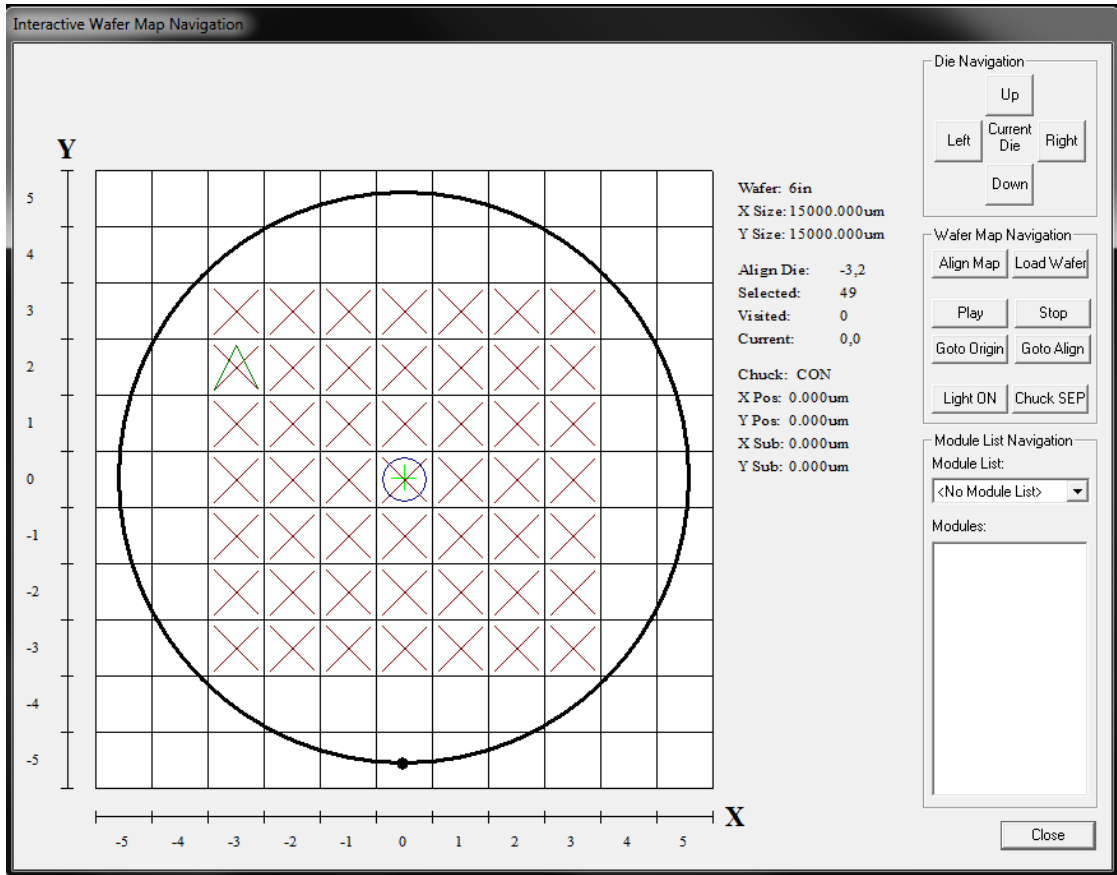 Interactive Wafer Map Navigation
Y
5
4
3
2
1
0
-1
-2
-3
-4
-5
-5 -4 -3 -2 -1 0 1 2 3 4 5
X
Wafer: 6in
X Size: 15000.000um
Y Size: 15000.000um
Align Die: -3,2
Selected: 49
Visited: 0
Current: 0,0
Chuck: CON
X Pos: 0.000um
Y Pos: 0.000um
X Sub: 0.000um
Y Sub: 0.000um
Die Navigation
Up
Left Current Die Right
Down
Wafer Map Navigation
Align Map Load Wafer
Play Stop
Goto Origin Goto Align
Light ON Chuck SEP
Module List Navigation
Module List:
<No Module List>
Modules:
Close